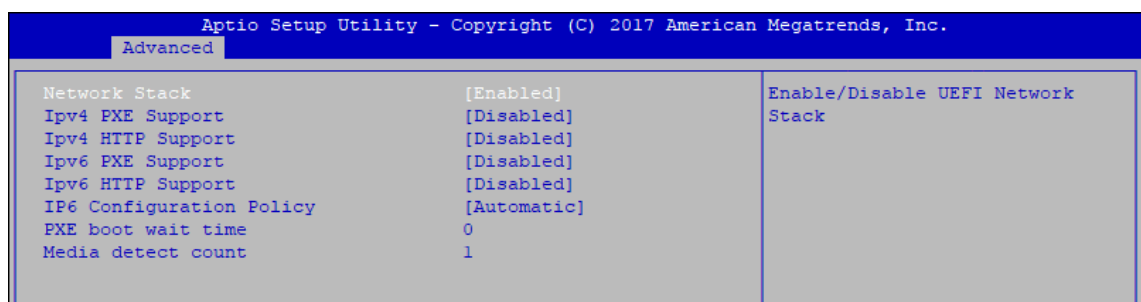 Aptio Setup Utility - Copyright (C) 2017 American Megatrends, Inc.
Advanced
Network Stack [Enabled]
Ipv4 PXE Support [Disabled]
Ipv4 HTTP Support [Disabled]
Ipv6 PXE Support [Disabled]
Ipv6 HTTP Support [Disabled]
IP6 Configuration Policy [Automatic]
PXE boot wait time 0
Media detect count 1
Enable/Disable UEFI Network
Stack